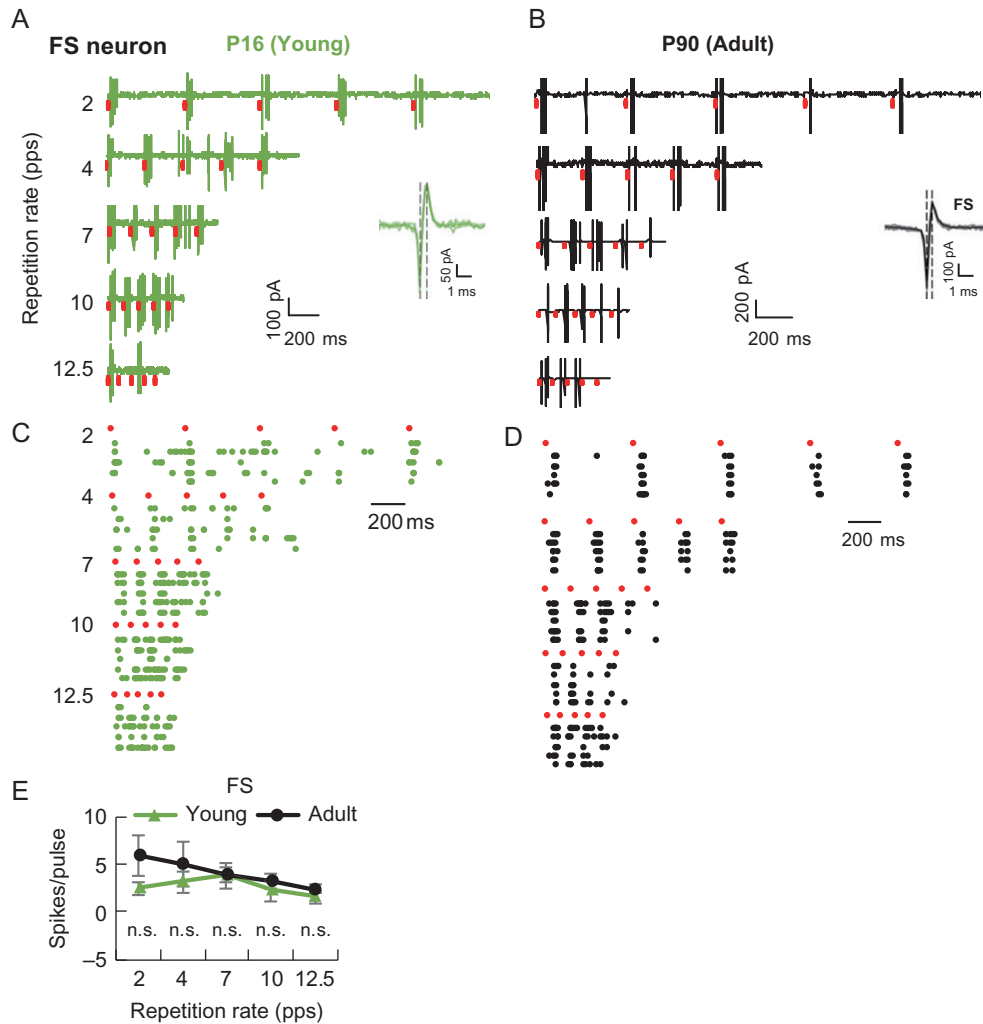 A
B
FS neuron
P16 (Young)
P90 (Adult)
Repetition rate (pps)
2
4
7
10
12.5
50 pA
1 ms
100 pA
200 ms
FS
100 pA
1 ms
200 pA
200 ms
C
D
2
4
7
10
12.5
200 ms
200 ms
E
FS
Young
Adult
Spikes/pulse
10
5
0
–5
n.s. n.s. n.s. n.s. n.s.
2 4 7 10 12.5
Repetition rate (pps)